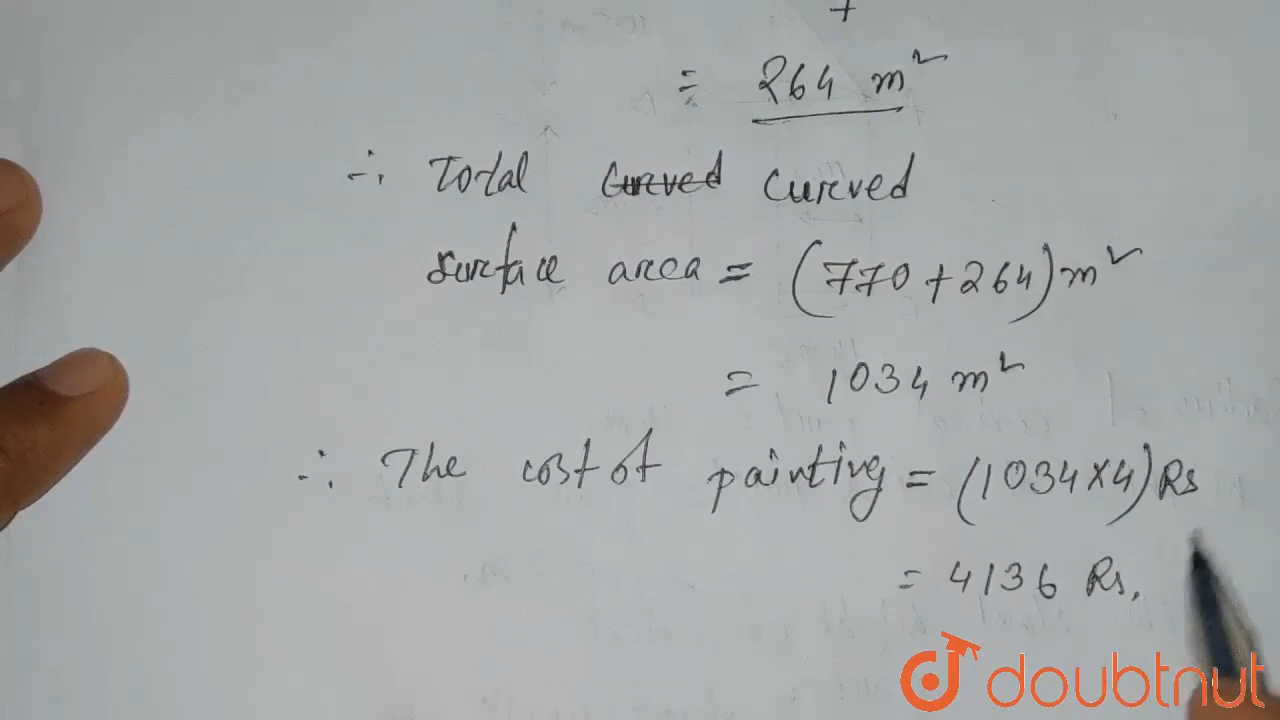 = 264 m²
∴ Total Curved curved
surface area = (770+264)m²
= 1034 m²
∴ The cost of painting = (1034×4) Rs
= 4136 Rs,
doubtnut